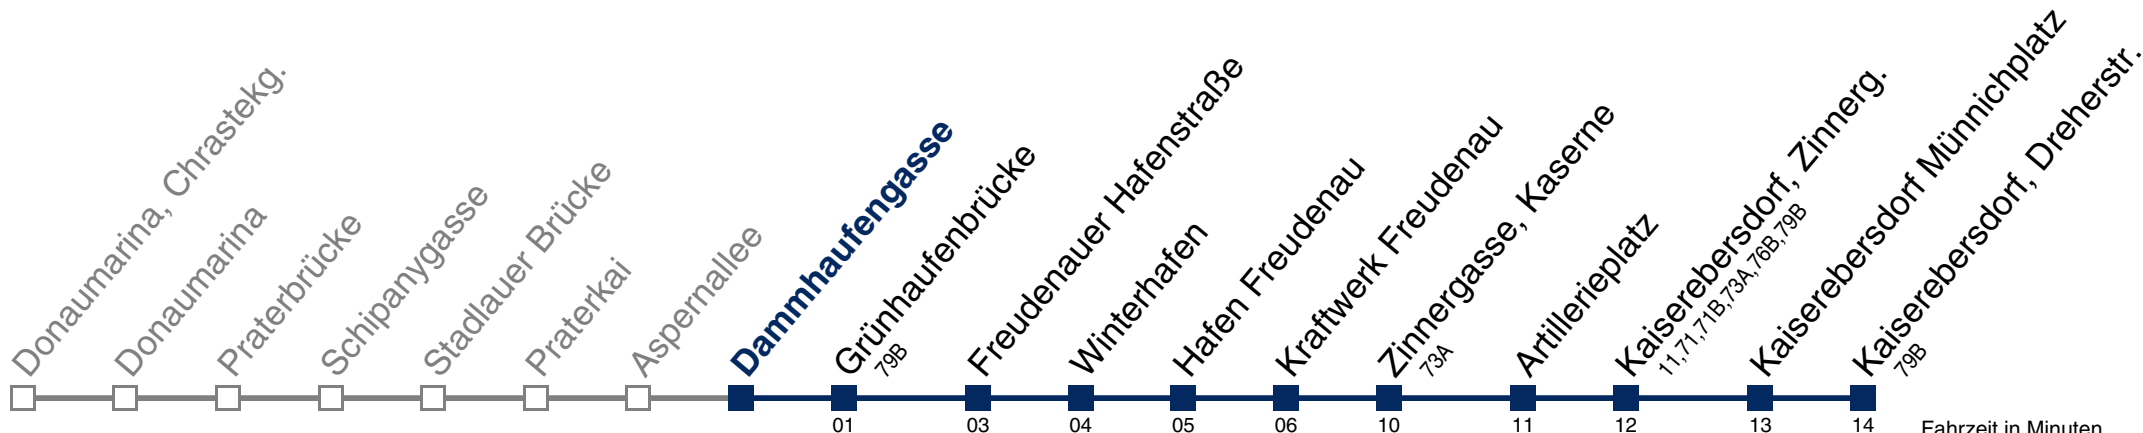 Donaumarina, Chrastekg.
Donaumarina
Praterbrücke
Schipanygasse
Stadlauer Brücke
Praterkai
Aspernallee
Dammhaufengasse
Grünhaufenbrücke
79B
Freudenauer Hafenstraße
Winterhafen
Hafen Freudenau
Kraftwerk Freudenau
Zinnergasse, Kaserne
73A
Artillerieplatz
Kaiserebersdorf, Zinnerg.
11,71,71B,73A,76B,79B
Kaiserebersdorf Münnichplatz
Kaiserebersdorf, Dreherstr.
79B
01 03 04 05 06 10 11 12 13 14
Fahrzeit in Minuten